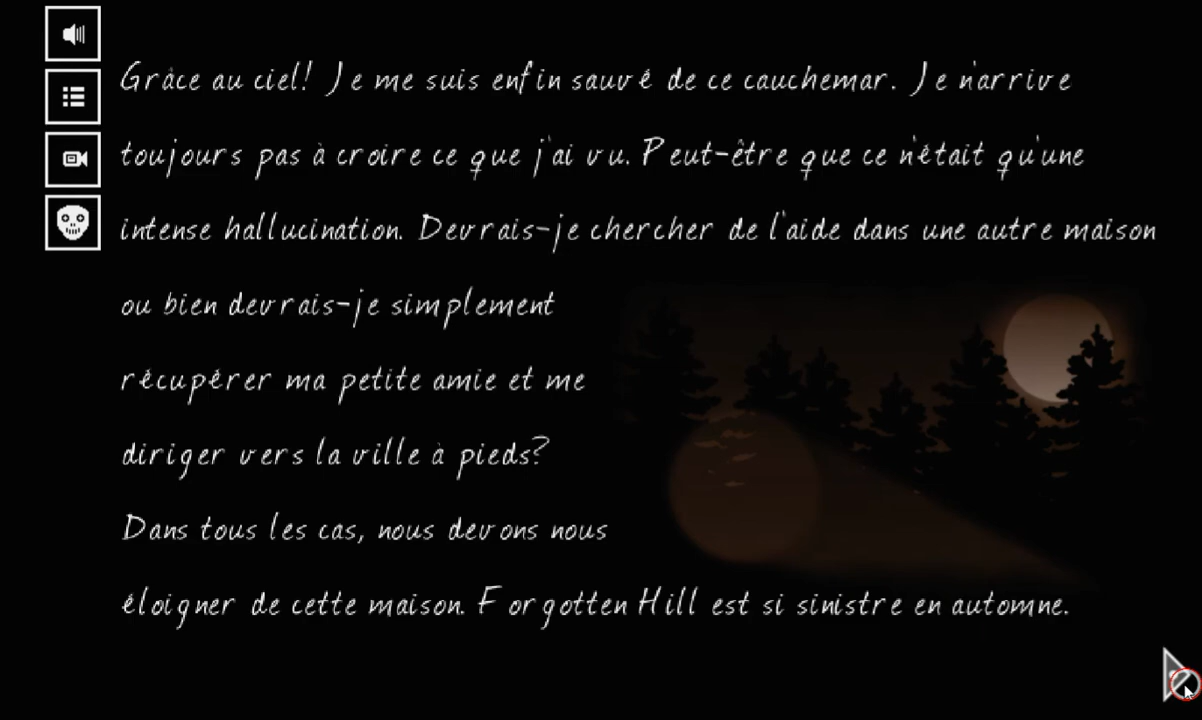 Grâce au ciel! Je me suis enfin sauvé de ce cauchemar. Je n'arrive
toujours pas à croire ce que j'ai vu. Peut-être que ce n'était qu'une
intense hallucination. Devrais-je chercher de l'aide dans une autre maison
ou bien devrais-je simplement
récupérer ma petite amie et me
diriger vers la ville à pieds?
Dans tous les cas, nous devons nous
éloigner de cette maison. Forgotten Hill est si sinistre en automne.